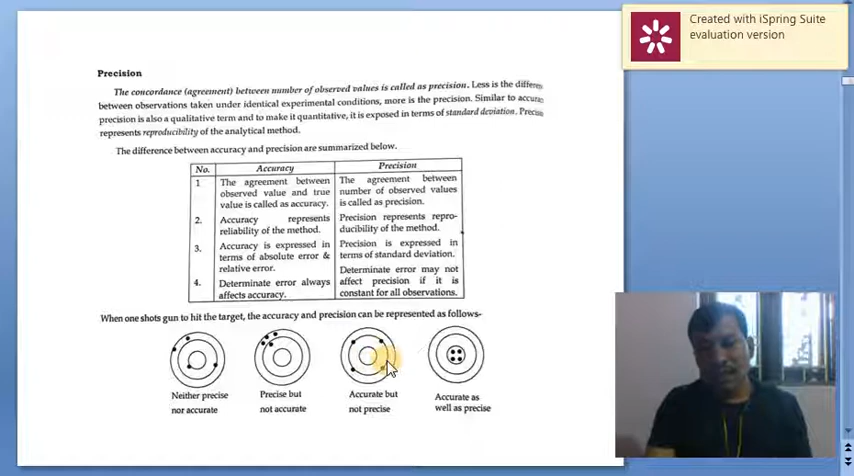 Created with iSpring Suite
evaluation version
Precision
The concordance (agreement) between number of observed values is called as precision. Less is the
between observations taken under identical experimental conditions, more is the precision. Similar to
precision is also a qualitative term and to make it quantitative, it is exposed in terms of standard deviation.
represents reproducibility of the analytical method.
The difference between accuracy and precision are summarized below.
No. Accuracy Precision
1 The agreement between observed value and true value is called as accuracy. The agreement between number of observed values is called as precision.
2. Accuracy represents reliability of the method. Precision represents repro-ducibility of the method.
3. Accuracy is expressed in terms of absolute error & relative error. Precision is expressed in terms of standard deviation.
4. Determinate error always affects accuracy. Determinate error may not affect precision if it is constant for all observations.
When one shots gun to hit the target, the accuracy and precision can be represented as follows-
Neither precise
nor accurate
Precise but
not accurate
Accurate but
not precise
Accurate as
well as precise